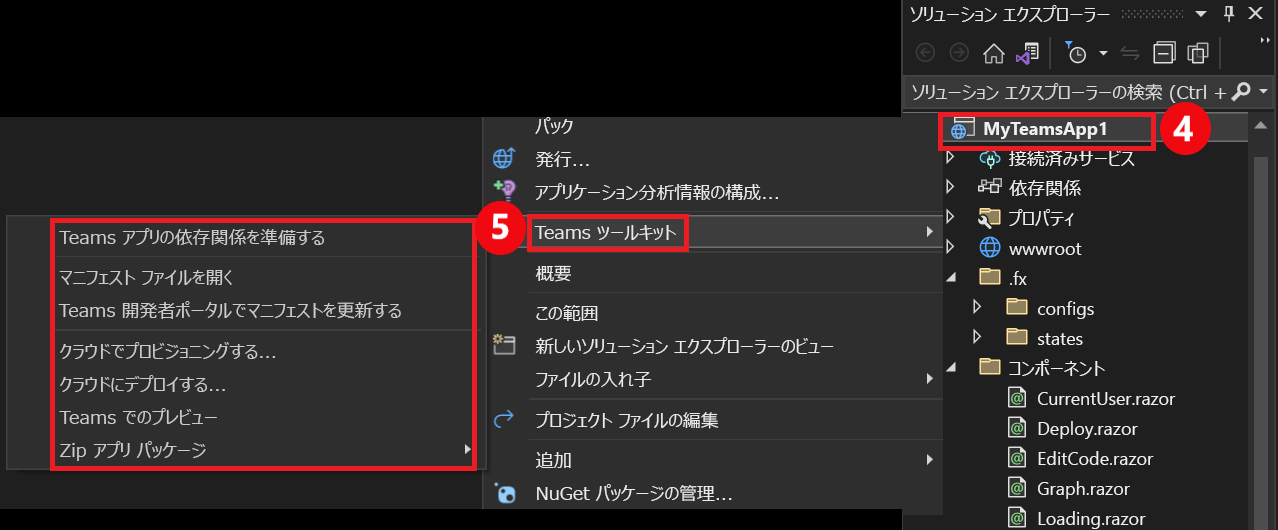 ソリューション エクスプローラー
ソリューション エクスプローラーの検索 (Ctrl +
MyTeamsApp1
4
接続済みサービス
依存関係
プロパティ
wwwroot
.fx
configs
states
コンポーネント
CurrentUser.razor
Deploy.razor
EditCode.razor
Graph.razor
Loading.razor
パック
発行...
アプリケーション分析情報の構成...
5
Teams ツールキット
概要
この範囲
新しいソリューション エクスプローラーのビュー
ファイルの入れ子
プロジェクト ファイルの編集
追加
NuGet パッケージの管理...
Teams アプリの依存関係を準備する
マニフェスト ファイルを開く
Teams 開発者ポータルでマニフェストを更新する
クラウドでプロビジョニングする...
クラウドにデプロイする...
Teams でのプレビュー
Zip アプリ パッケージ